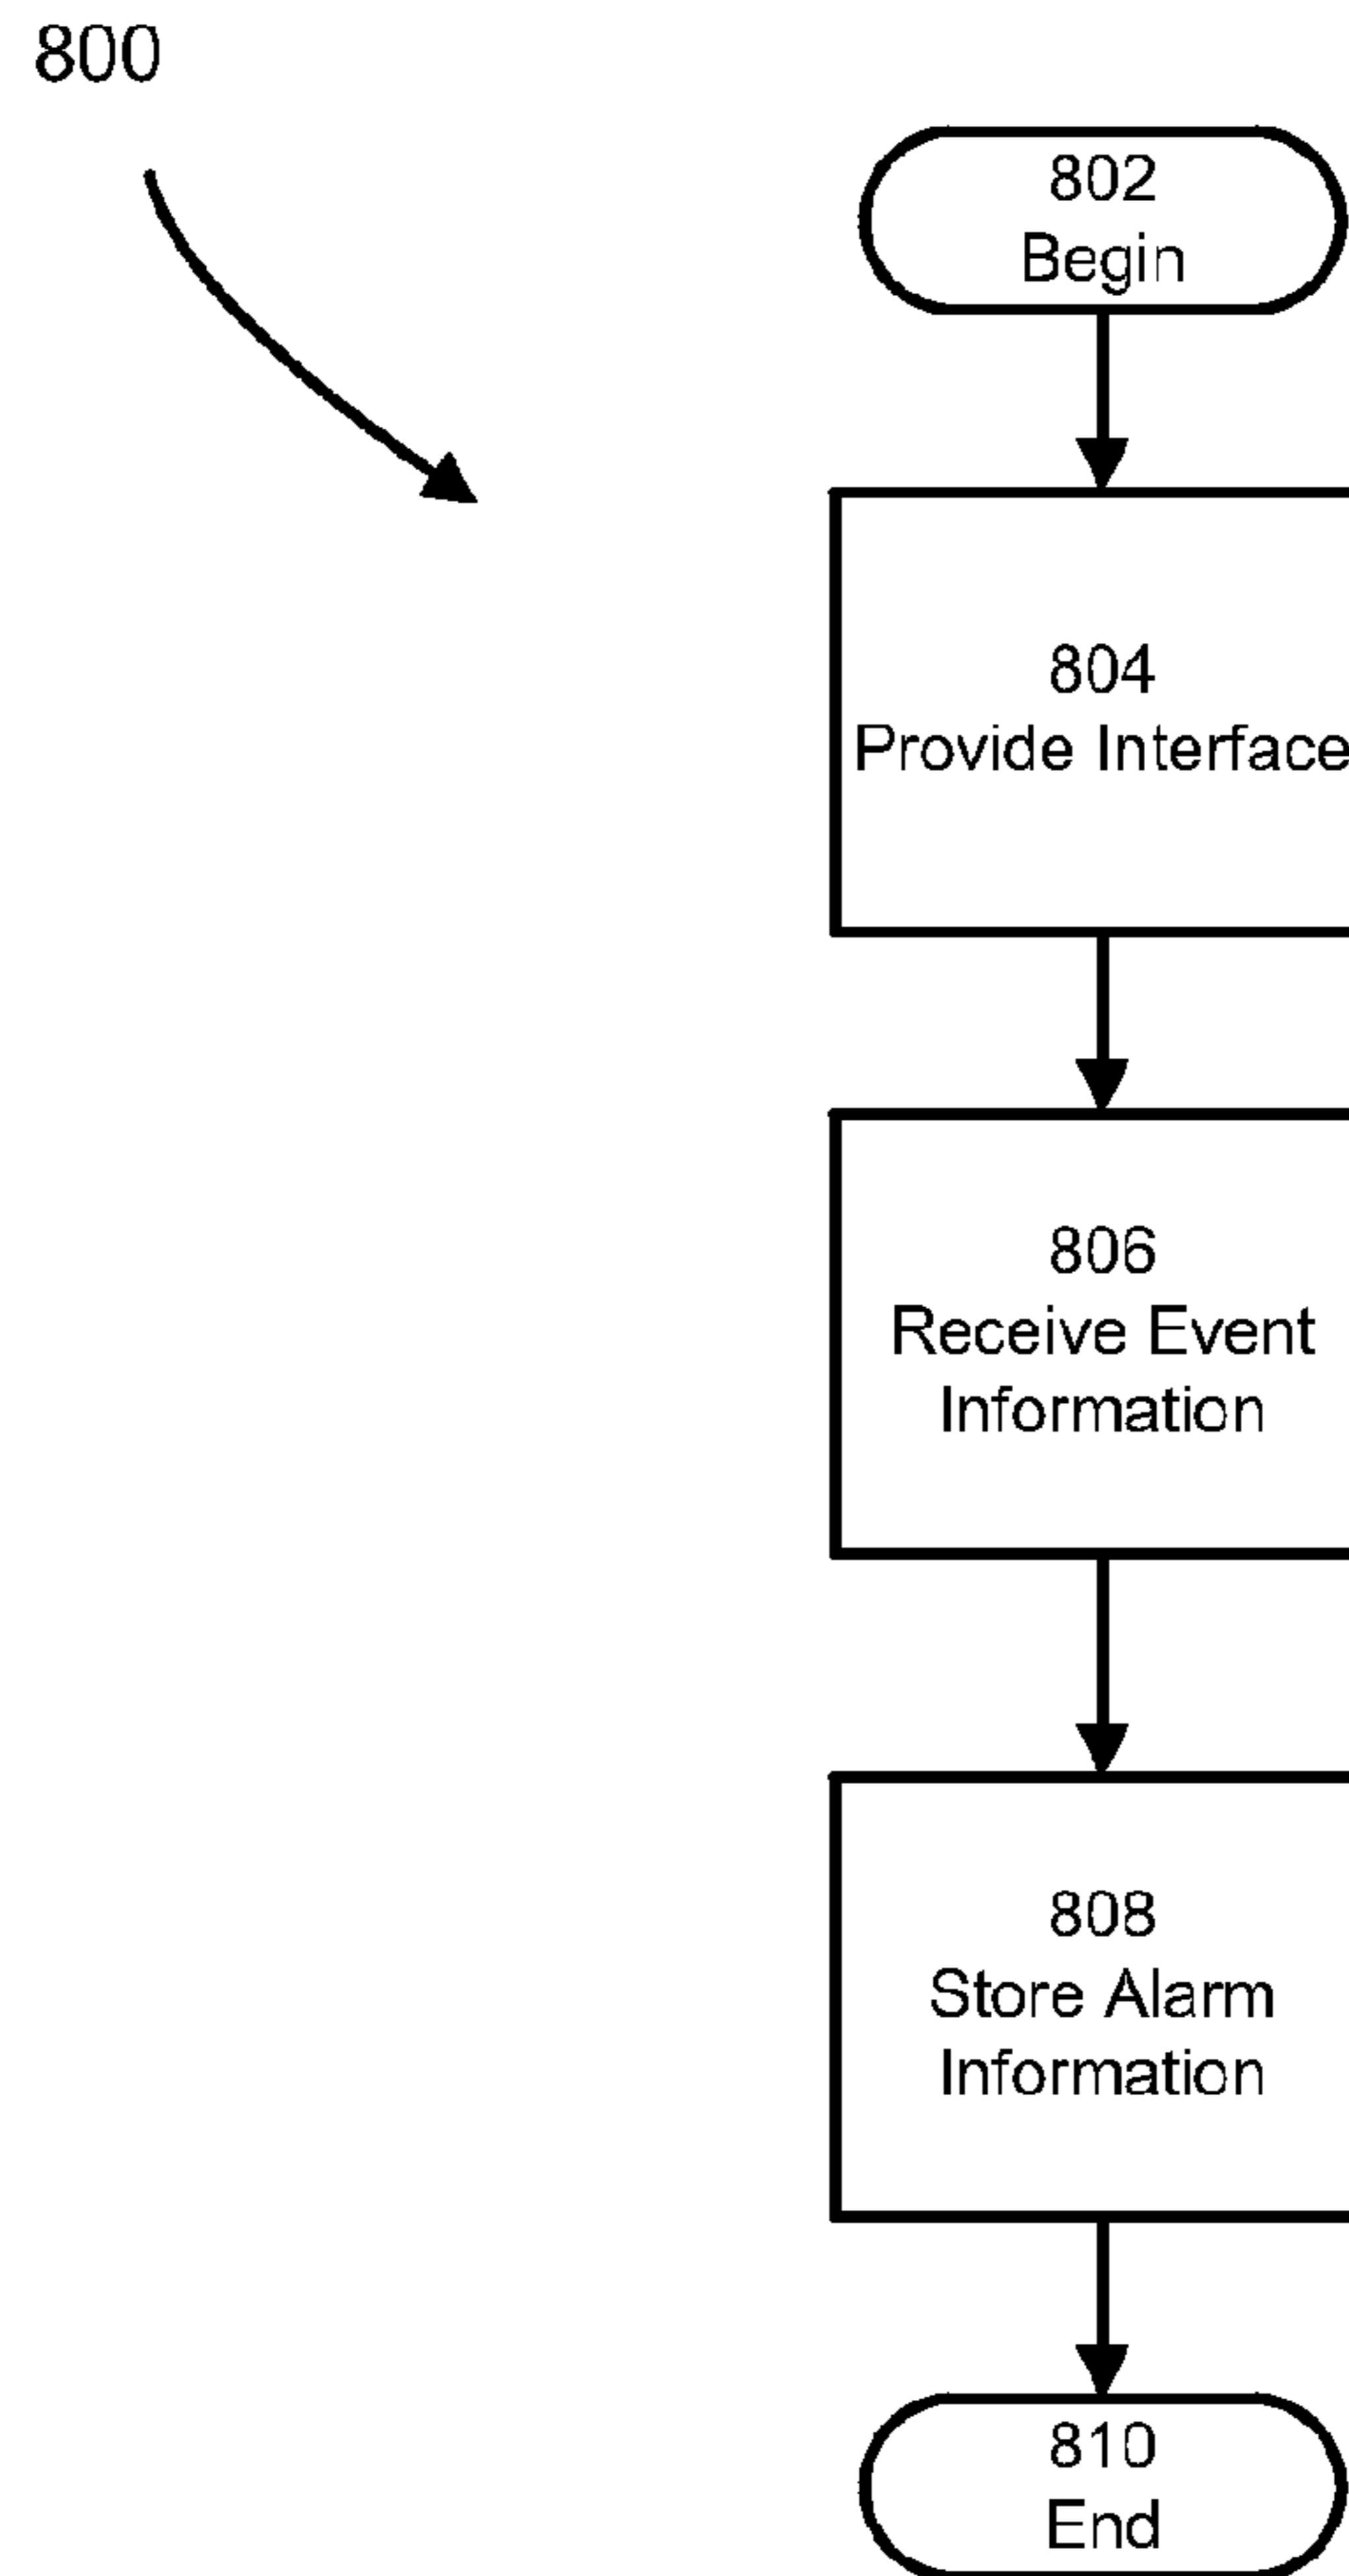 800
802
Begin
804
Provide Interface
806
Receive Event
Information
808
Store Alarm
Information
810
End